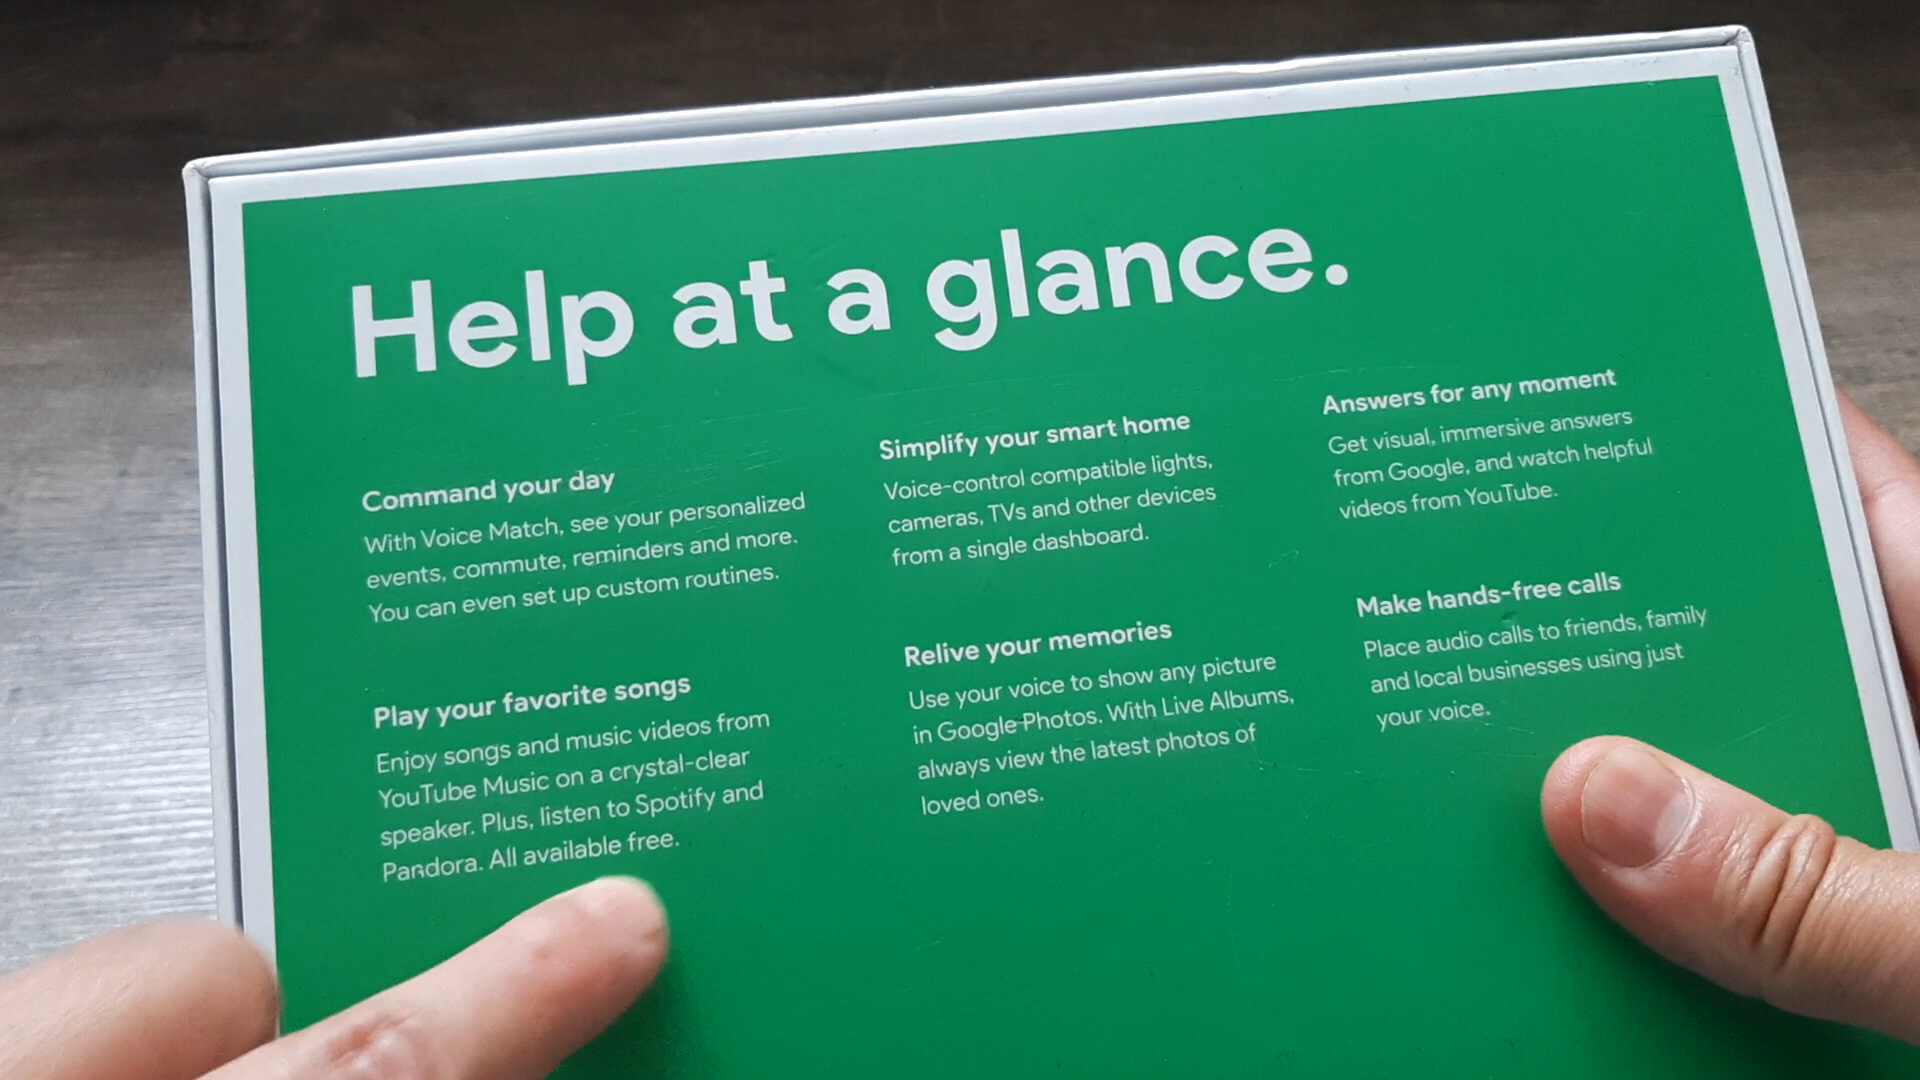 Help at a glance.
Command your day
With Voice Match, see your personalized
events, commute, reminders and more.
You can even set up custom routines.
Play your favorite songs
Enjoy songs and music videos from
YouTube Music on a crystal-clear
speaker. Plus, listen to Spotify and
Pandora. All available free.
Simplify your smart home
Voice-control compatible lights,
cameras, TVs and other devices
from a single dashboard.
Relive your memories
Use your voice to show any picture
in Google Photos. With Live Albums,
always view the latest photos of
loved ones.
Answers for any moment
Get visual, immersive answers
from Google, and watch helpful
videos from YouTube.
Make hands-free calls
Place audio calls to friends, family
and local businesses using just
your voice.